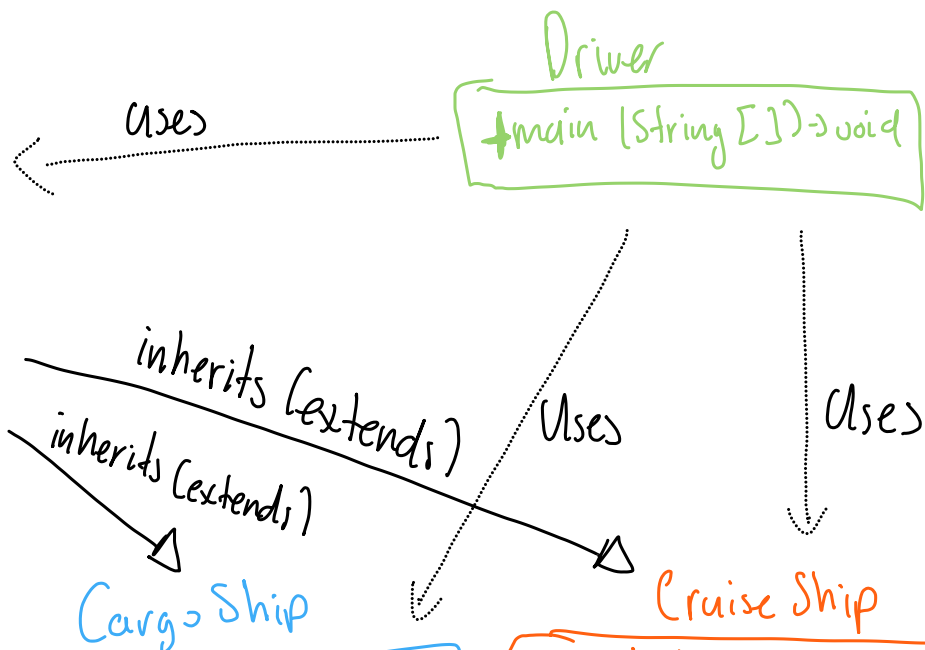 Driver
+main (String [])->void
uses
inherits (extends)
inherits (extends)
Uses
Uses
Cargo Ship
Cruise Ship